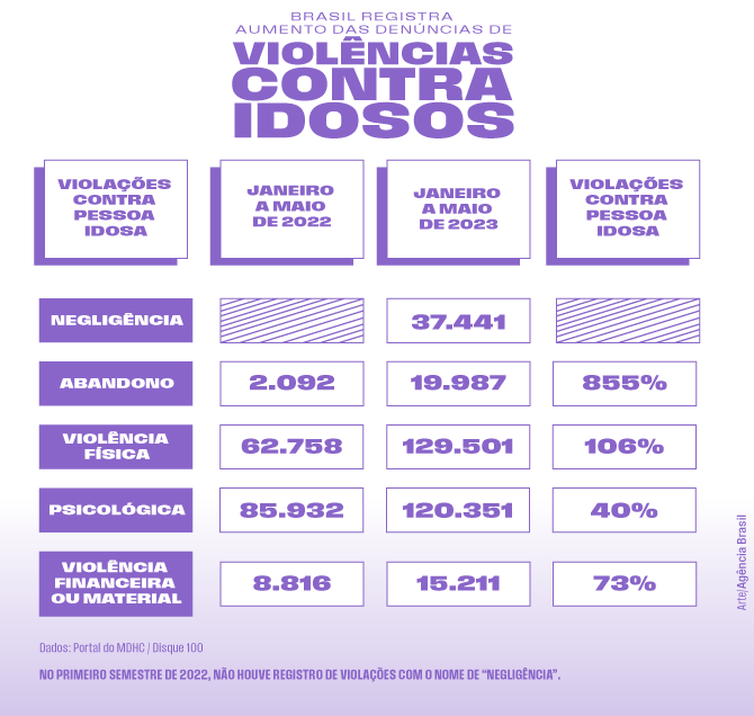 BRASIL REGISTRA
AUMENTO DAS DENÚNCIAS DE
VIOLÊNCIAS
CONTRA
IDOSOS
VIOLAÇÕES
CONTRA
PESSOA
IDOSA
JANEIRO
A MAIO
DE 2022
JANEIRO
A MAIO
DE 2023
VIOLAÇÕES
CONTRA
PESSOA
IDOSA
NEGLIGÊNCIA
37.441
ABANDONO
2.092
19.987
855%
VIOLÊNCIA
FÍSICA
62.758
129.501
106%
PSICOLÓGICA
85.932
120.351
40%
VIOLÊNCIA
FINANCEIRA
OU MATERIAL
8.816
15.211
73%
Arte/Agência Brasil
Dados: Portal do MDHC / Disque 100
NO PRIMEIRO SEMESTRE DE 2022, NÃO HOUVE REGISTRO DE VIOLAÇÕES COM O NOME DE “NEGLIGÊNCIA”.